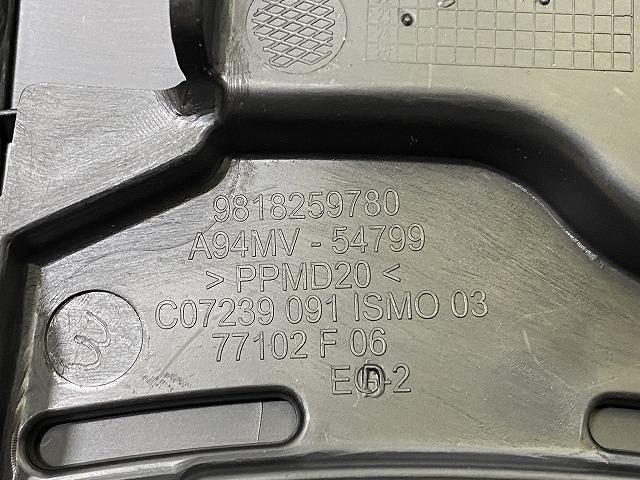 9818259780
A94MV - 54799
> PPMD20 <
C07239 091 ISMO 03
77102 F 06